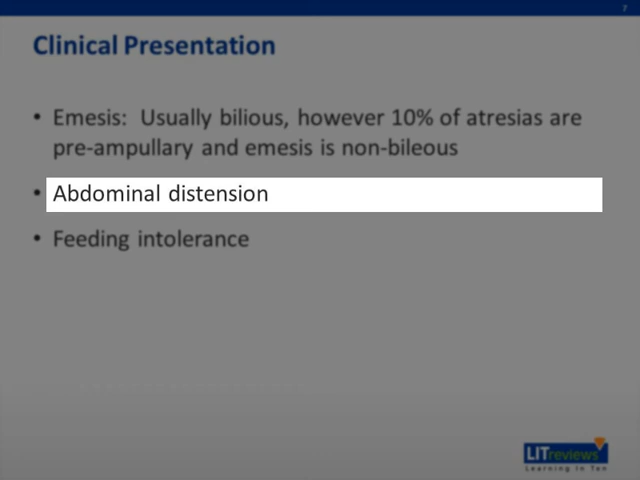 7
Clinical Presentation
• Emesis: Usually bilious, however 10% of atresias are
pre-ampullary and emesis is non-bileous
• Abdominal distension
• Feeding intolerance
LITreviews
Learning in Ten